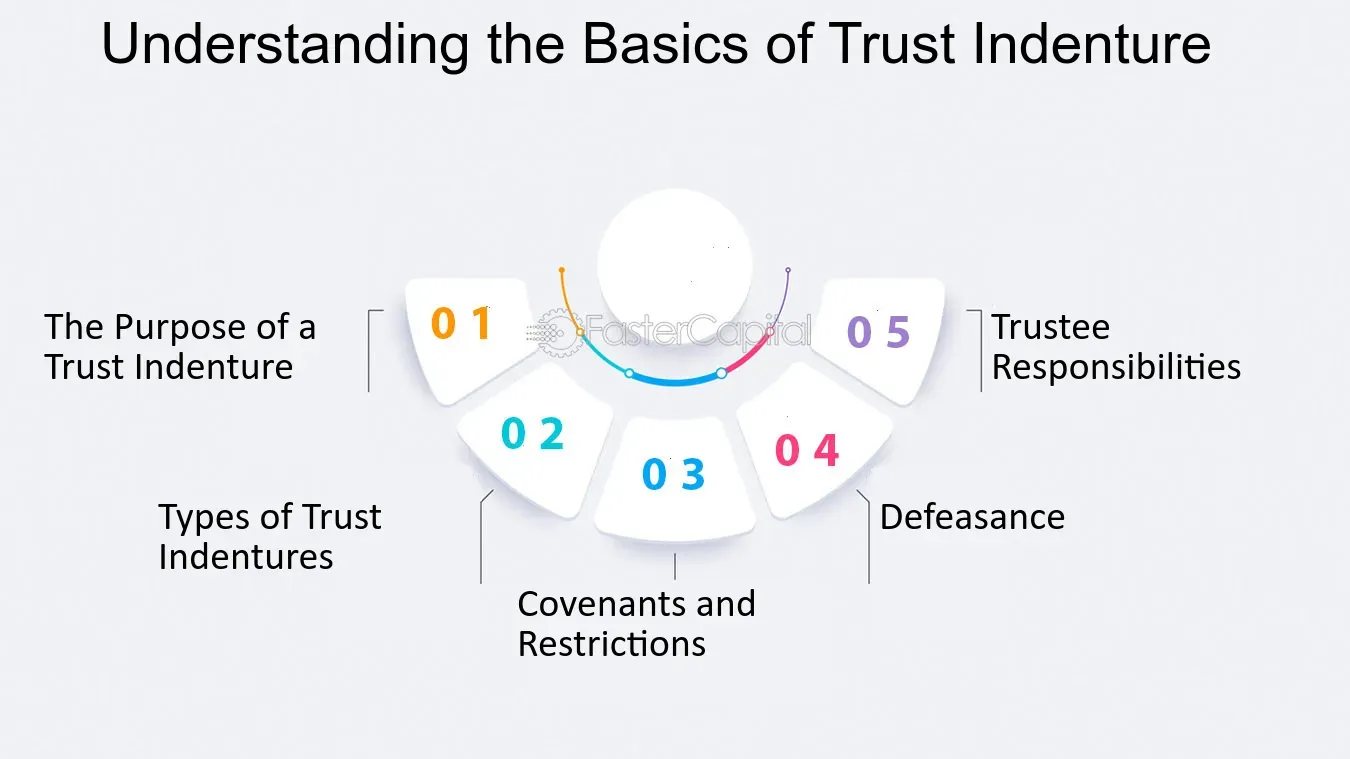 Understanding the Basics of Trust Indenture
0 1
The Purpose of a
Trust Indenture
FasterCapital
0 5
Trustee
Responsibilities
0 2
Types of Trust
Indentures
0 3
Covenants and
Restrictions
0 4
Defeasance